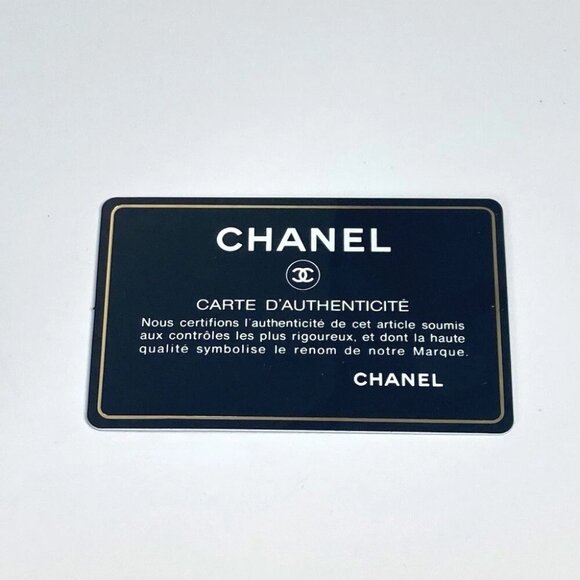 CHANEL
CARTE D'AUTHENTICITÉ
Nous certifions l'authenticité de cet article soumis
aux contrôles les plus rigoureux, et dont la haute
qualité symbolise le renom de notre Marque.
CHANEL